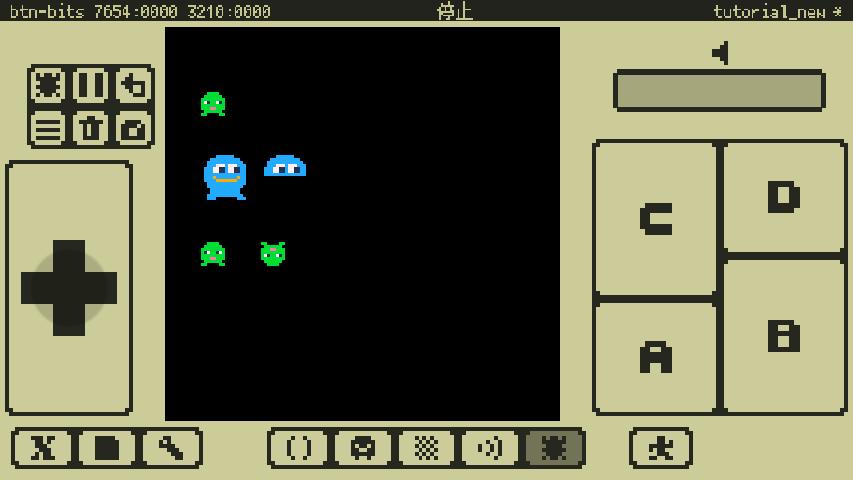 btn-bits 7654:0000 3210:0000
停止
tutorial_new *
C
D
A
B
X
()